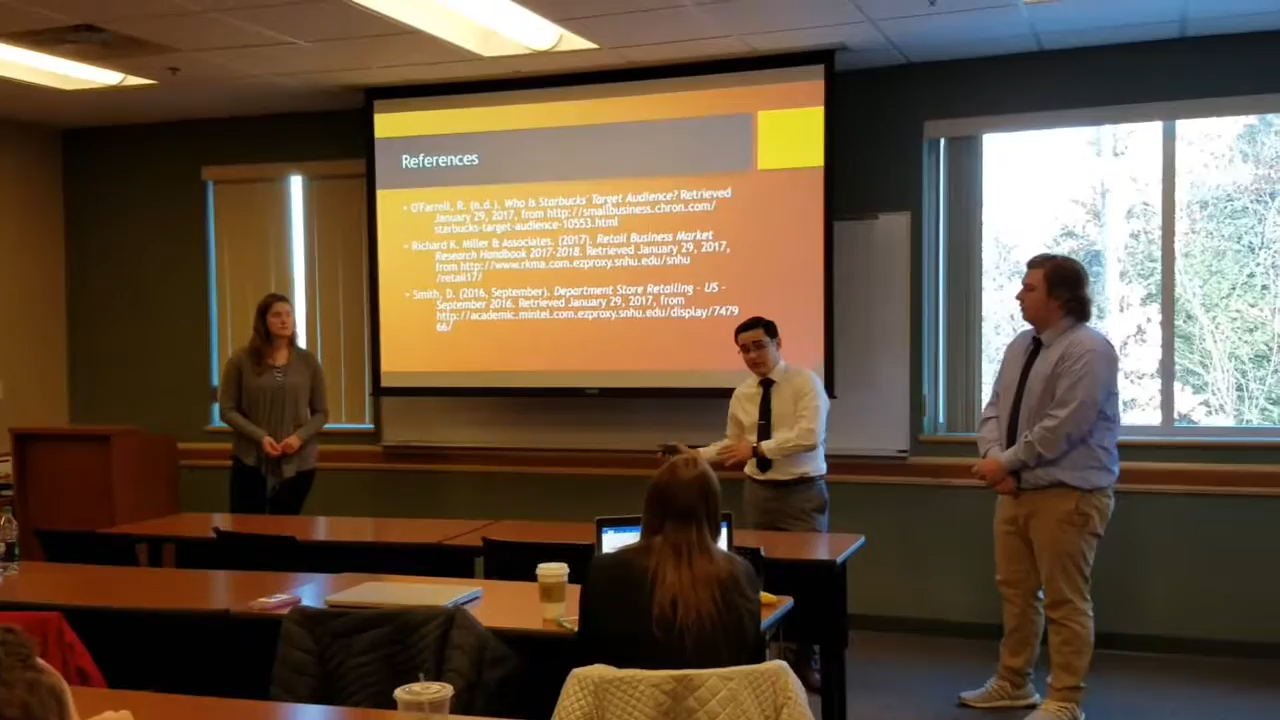 References
• O'Farrell, R. (n.d.). Who Is Starbucks' Target Audience? Retrieved
January 29, 2017, from http://smallbusiness.chron.com/
starbucks-target-audience-10553.html
• Richard K. Miller & Associates. (2017). Retail Business Market
Research Handbook 2017-2018. Retrieved January 29, 2017,
from http://www.rkma.com.ezproxy.snhu.edu/snhu
/retail17/
• Smith, D. (2016, September). Department Store Retailing - US -
September 2016. Retrieved January 29, 2017, from
http://academic.mintel.com.ezproxy.snhu.edu/display/7479
66/